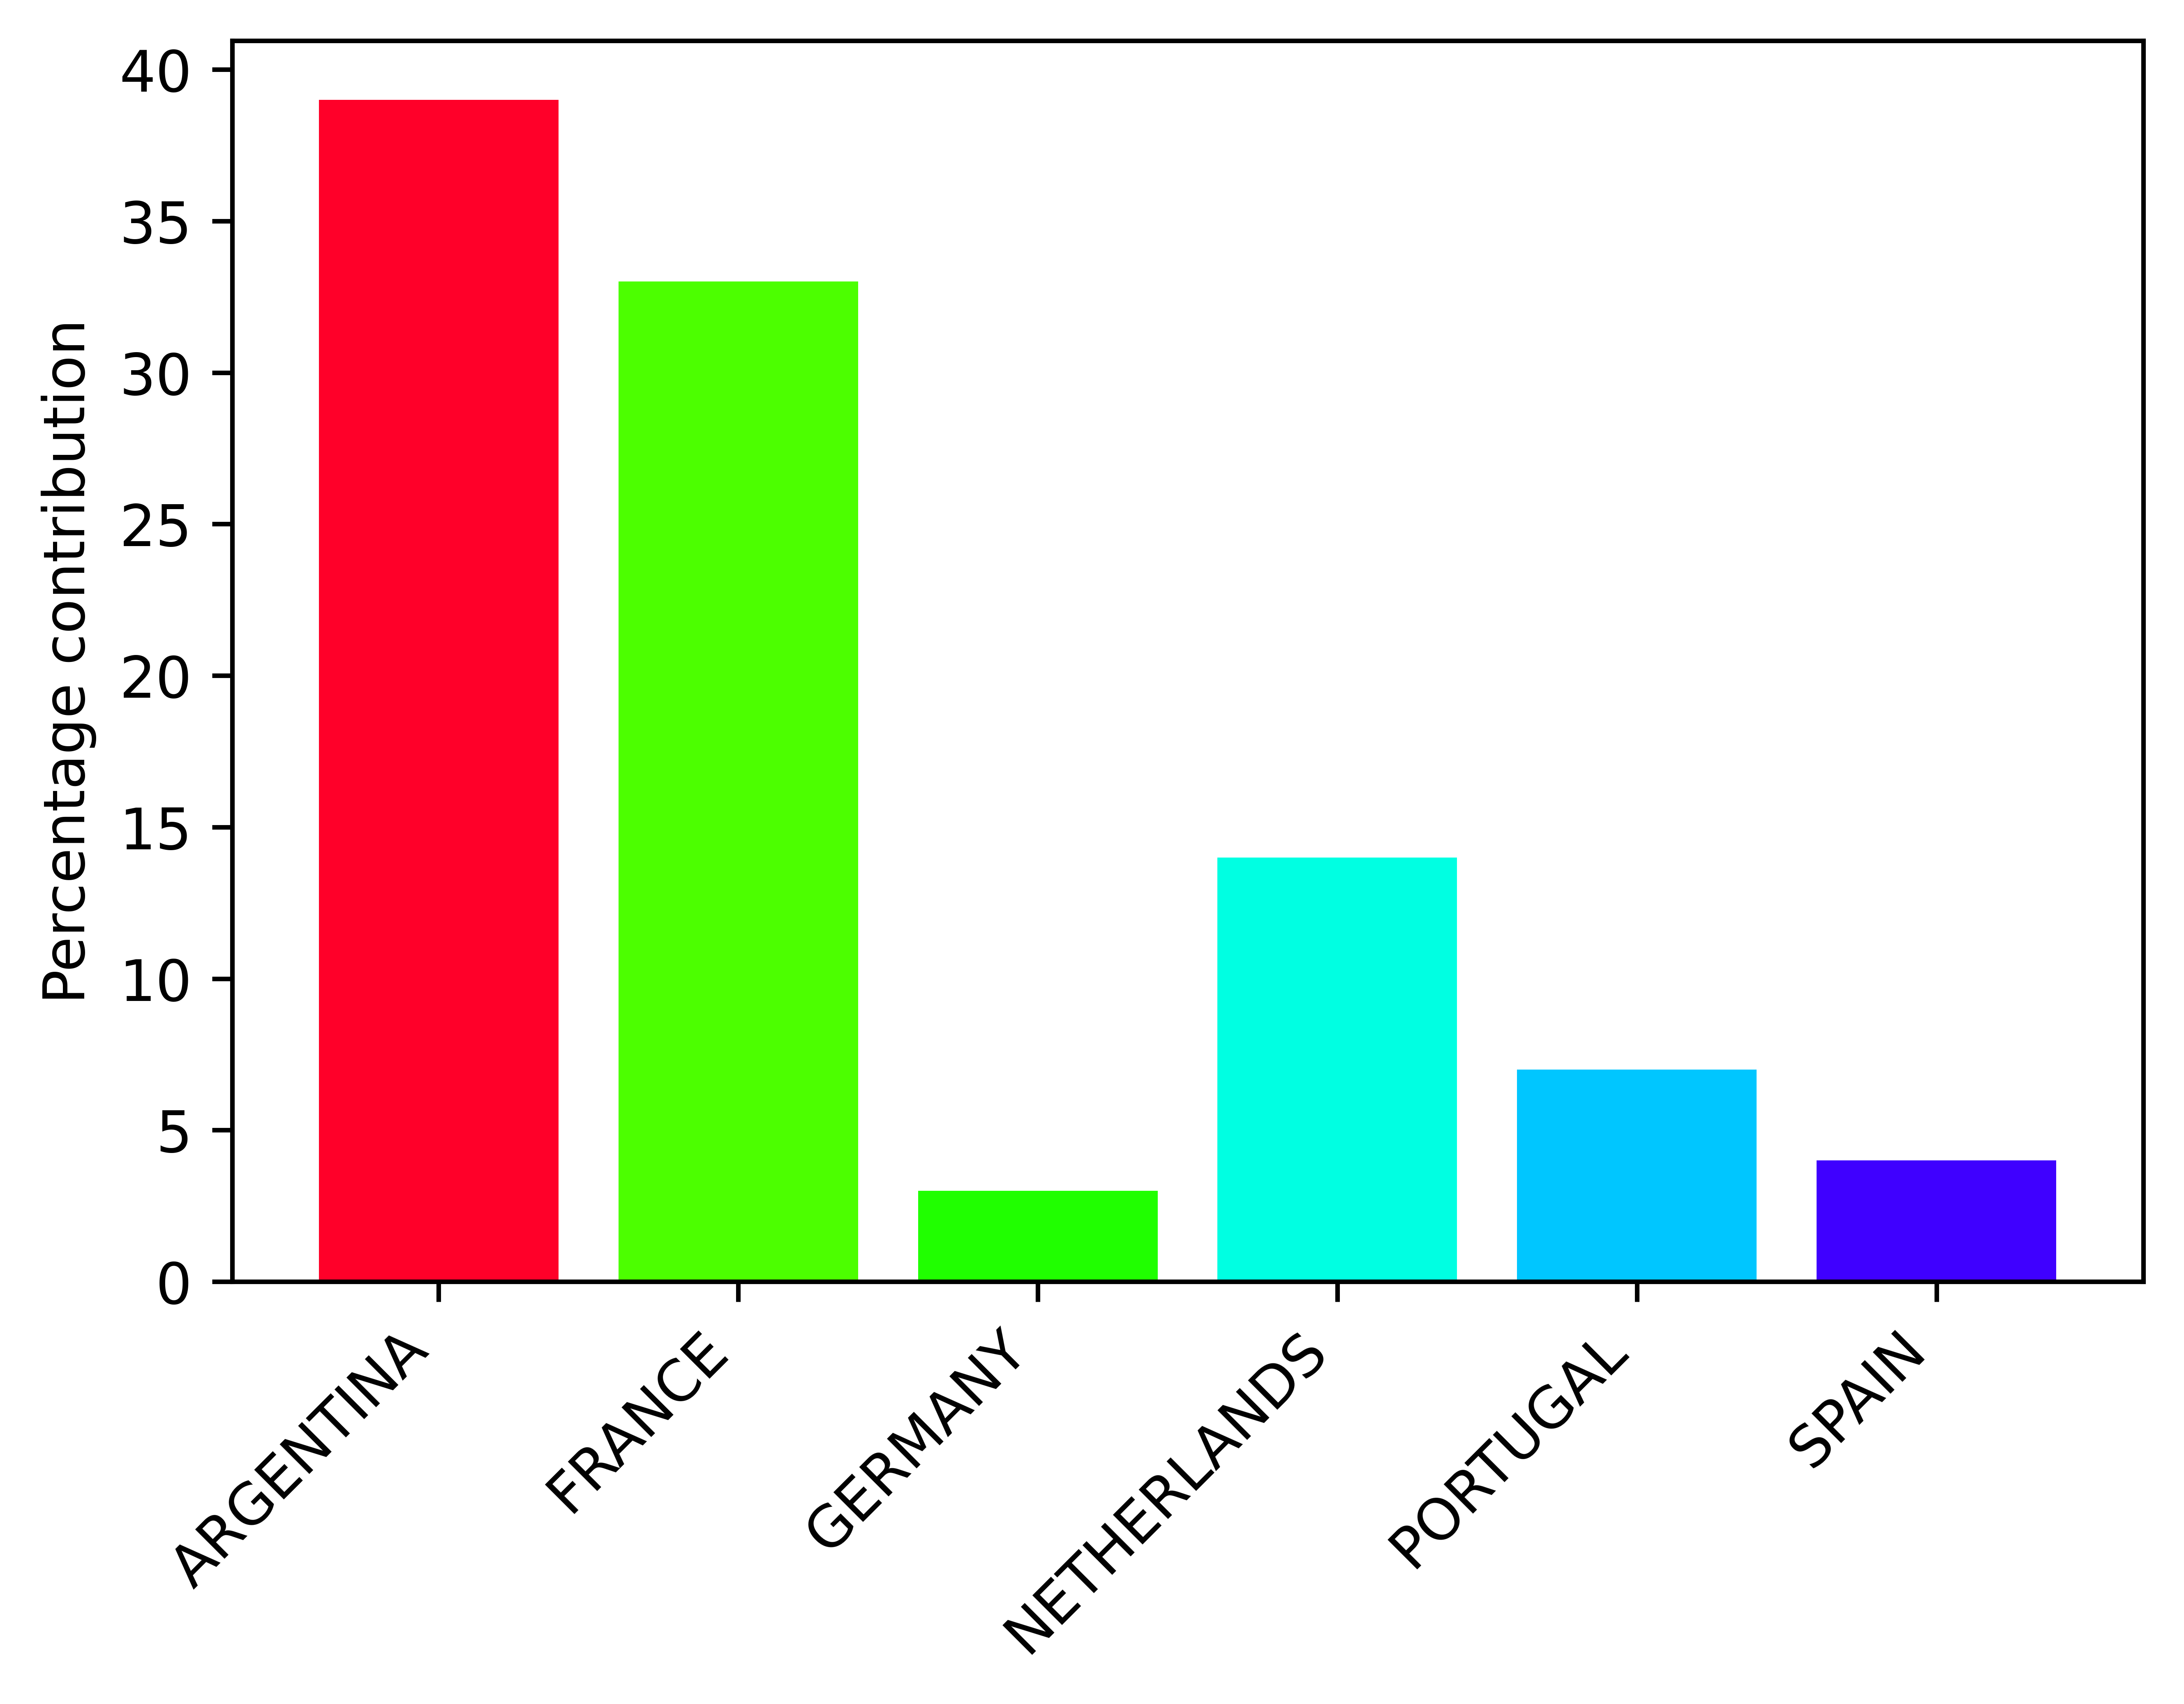 Percentage contribution
40
35
30
25
20
15
10
5
0
ARGENTINA
FRANCE
GERMANY
NETHERLANDS
PORTUGAL
SPAIN